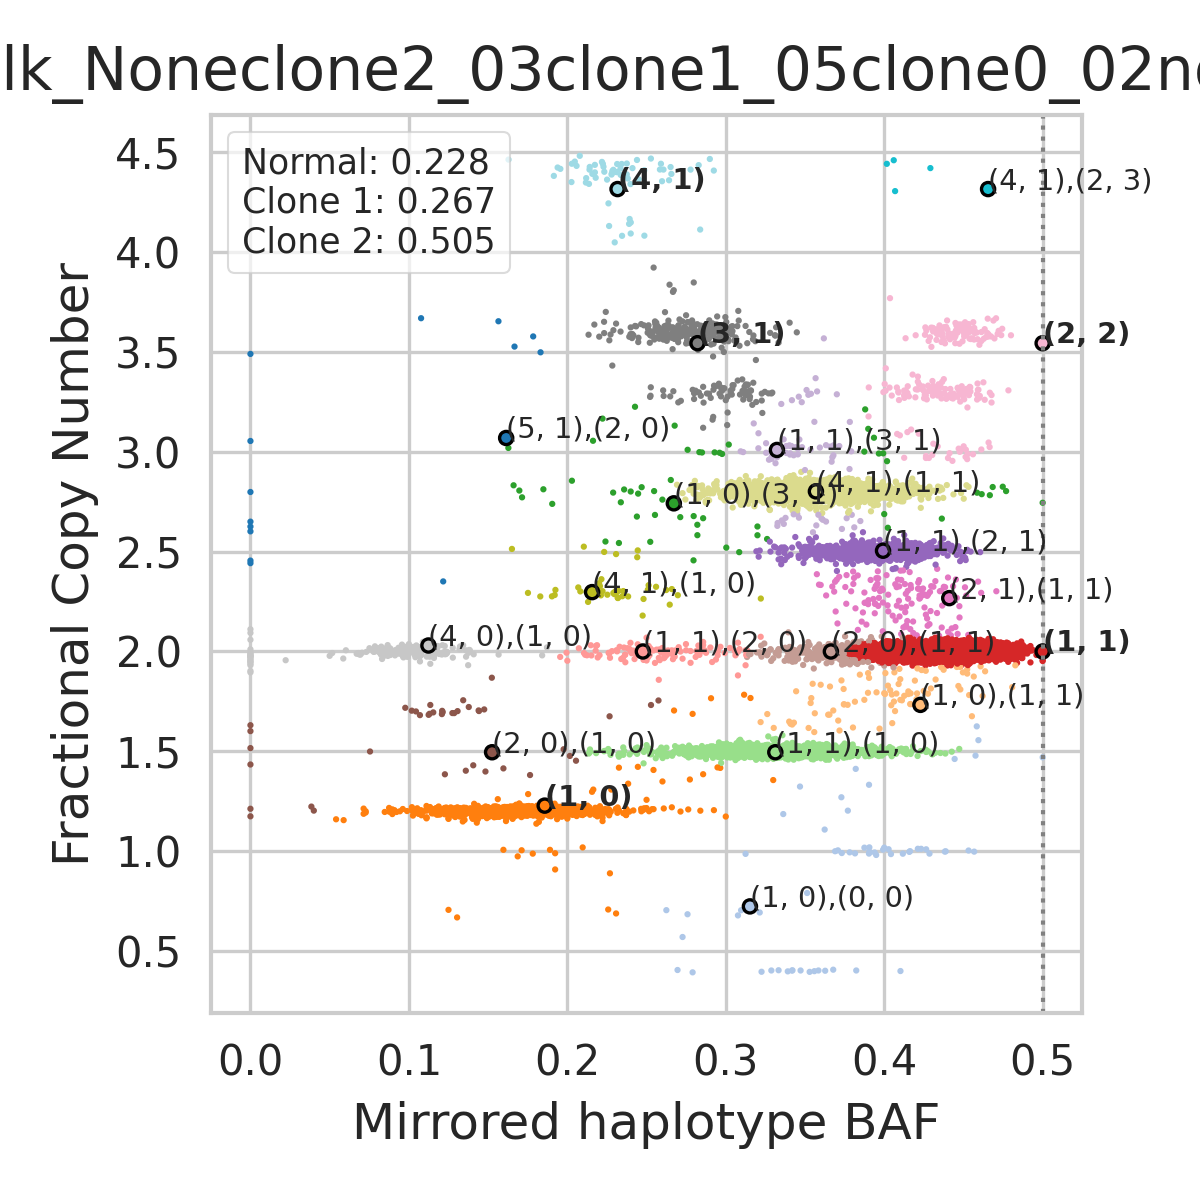 lk_Noneclone2_03clone1_05clone0_02n
Normal: 0.228
Clone 1: 0.267
Clone 2: 0.505
(4, 1)
(4, 1),(2, 3)
(3, 1)
(2, 2)
(5, 1),(2, 0)
(1, 1),(3, 1)
(4, 1),(1, 1)
(1, 0),(3, 1)
(1, 1),(2, 1)
(4, 1),(1, 0)
(2, 1),(1, 1)
(4, 0),(1, 0)
(1, 1),(2, 0)
(2, 0),(1, 1)
(1, 1)
(1, 0),(1, 1)
(2, 0),(1, 0)
(1, 1),(1, 0)
(1, 0)
(1, 0),(0, 0)
4.5
4.0
3.5
3.0
2.5
2.0
1.5
1.0
0.5
Fractional Copy Number
0.0 0.1 0.2 0.3 0.4 0.5
Mirrored haplotype BAF